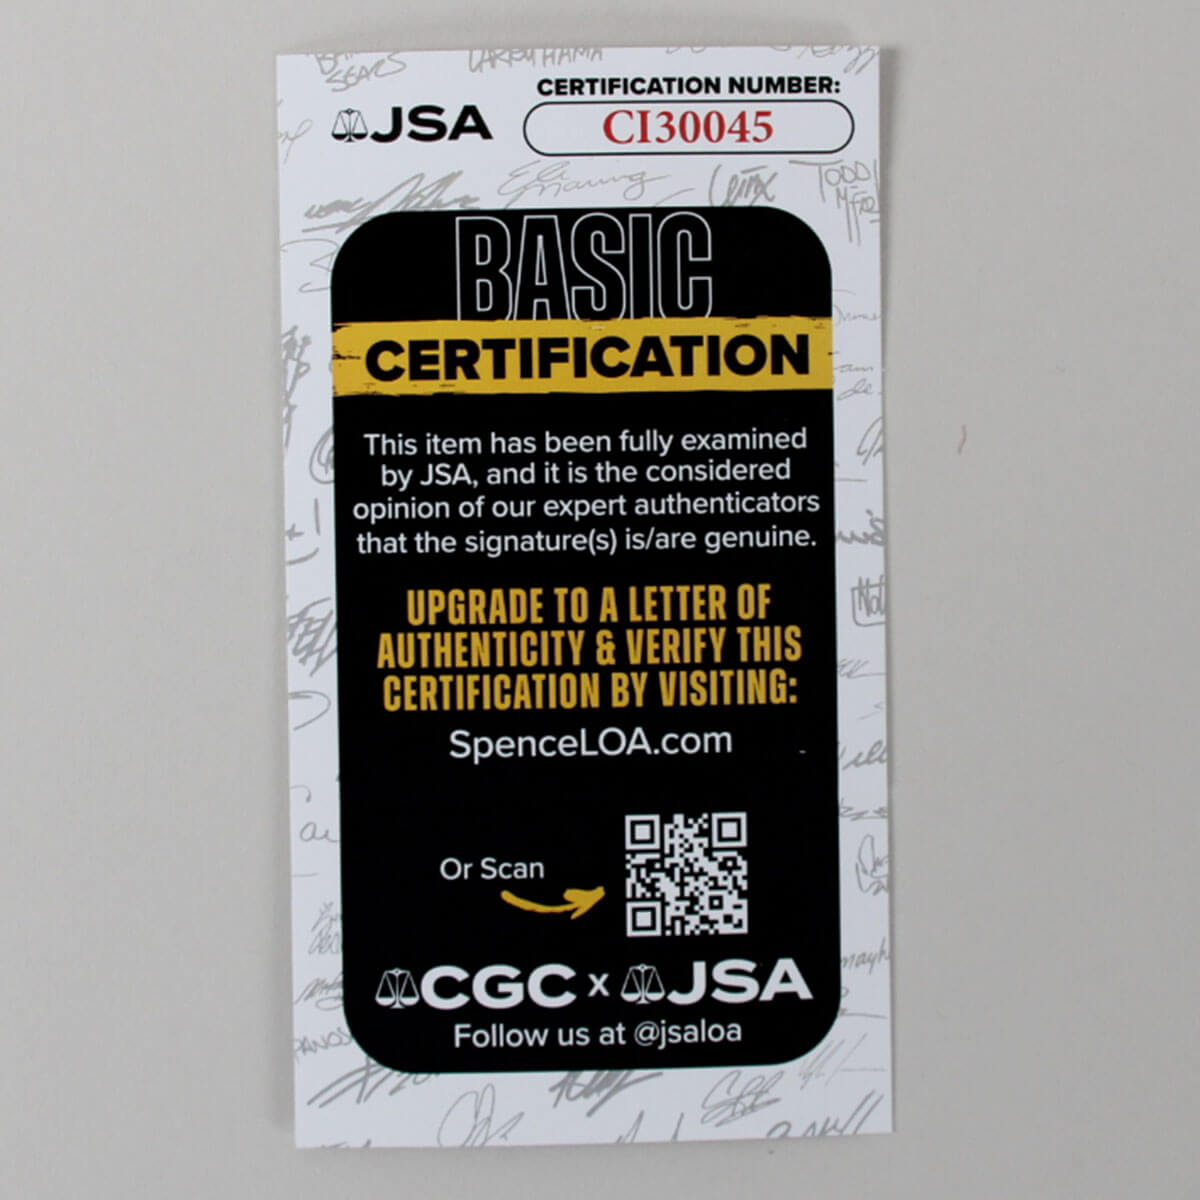 JSA
CERTIFICATION NUMBER:
CI30045
BASIC
CERTIFICATION
This item has been fully examined
by JSA, and it is the considered
opinion of our expert authenticators
that the signature(s) is/are genuine.
UPGRADE TO A LETTER OF
AUTHENTICITY & VERIFY THIS
CERTIFICATION BY VISITING:
SpenceLOA.com
Or Scan
CGC x JSA
Follow us at @jsaloa